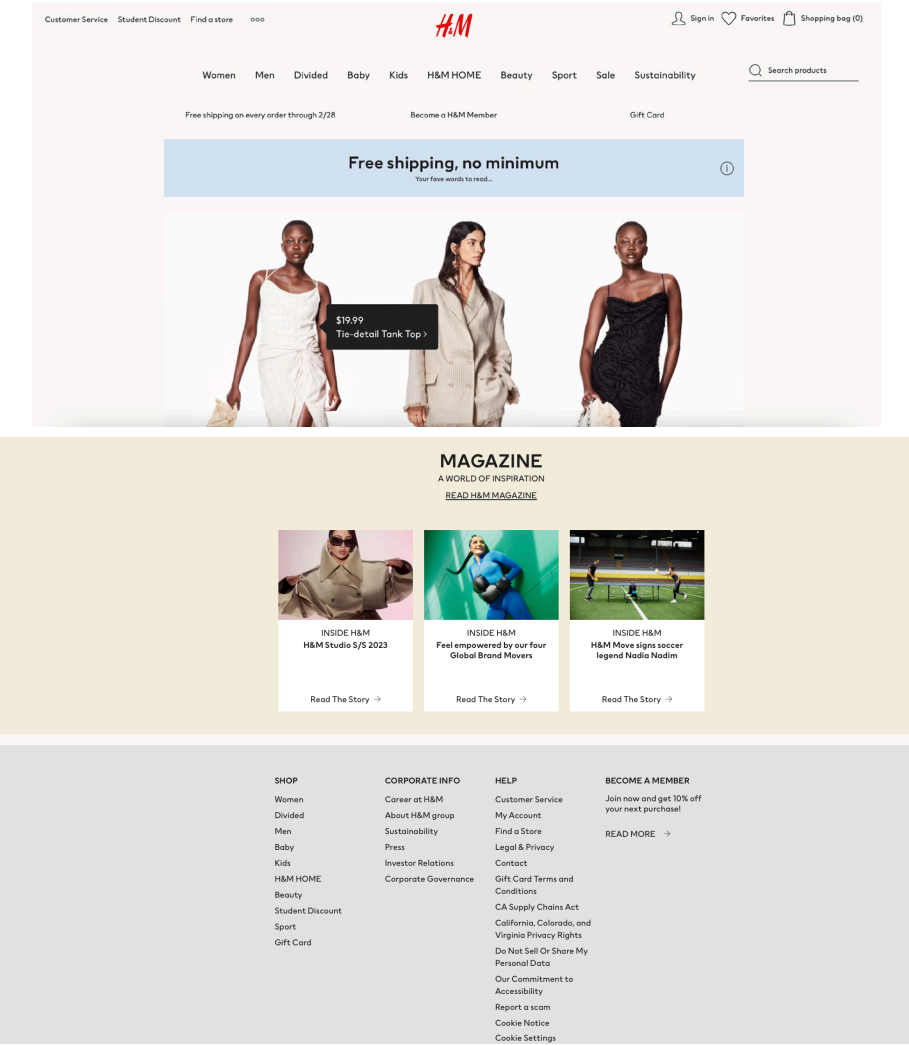 Customer Service Student Discount Find a store ooo
H&M
Sign in Favorites Shopping bag (0)
Women Men Divided Baby Kids H&M HOME Beauty Sport Sale Sustainability
Search products
Free shipping on every order through 2/28 Become a H&M Member Gift Card
Free shipping, no minimum
Your fave words to read...
i
$19.99
Tie-detail Tank Top >
MAGAZINE
A WORLD OF INSPIRATION
READ H&M MAGAZINE
INSIDE H&M
H&M Studio S/S 2023
Read The Story →
INSIDE H&M
Feel empowered by our four
Global Brand Movers
Read The Story →
INSIDE H&M
H&M Move signs soccer
legend Nadia Nadim
Read The Story →
SHOP
Women
Divided
Men
Baby
Kids
H&M HOME
Beauty
Student Discount
Sport
Gift Card
CORPORATE INFO
Career at H&M
About H&M group
Sustainability
Press
Investor Relations
Corporate Governance
HELP
Customer Service
My Account
Find a Store
Legal & Privacy
Contact
Gift Card Terms and
Conditions
CA Supply Chains Act
California, Colorado, and
Virginia Privacy Rights
Do Not Sell Or Share My
Personal Data
Our Commitment to
Accessibility
Report a scam
Cookie Notice
Cookie Settings
BECOME A MEMBER
Join now and get 10% off
your next purchase!
READ MORE →